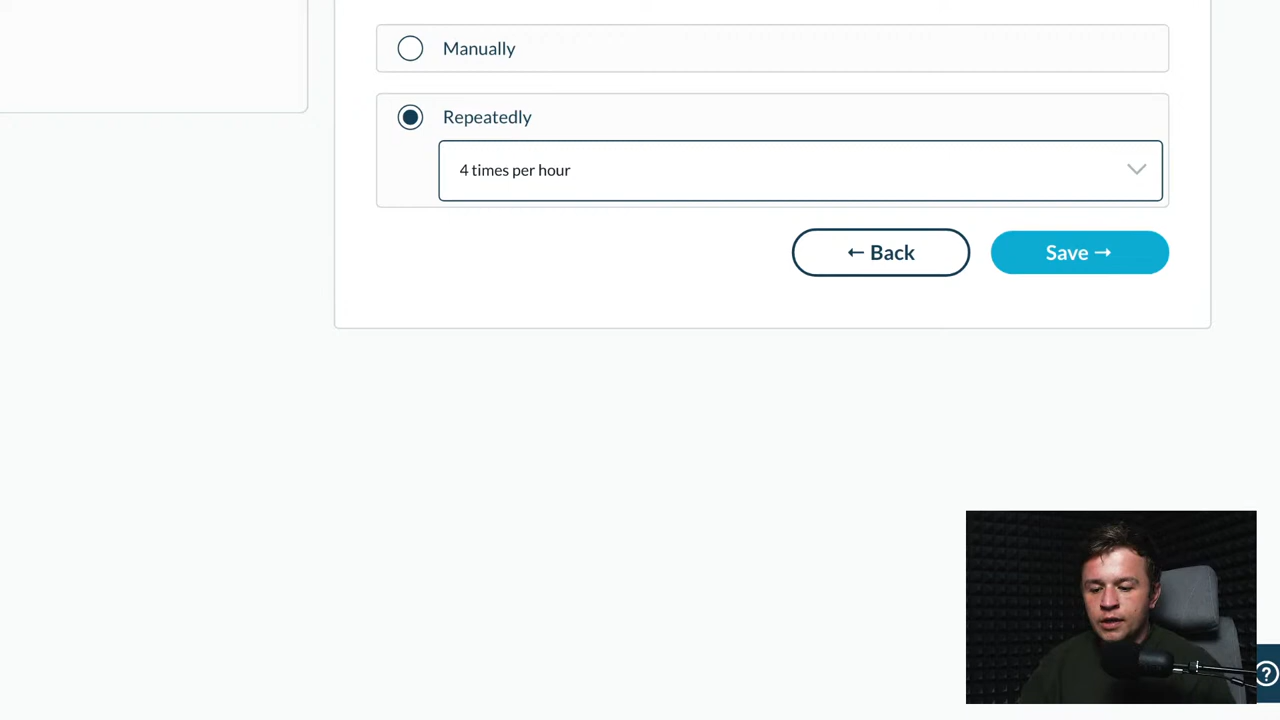 Manually
Repeatedly
4 times per hour
← Back
Save →
?